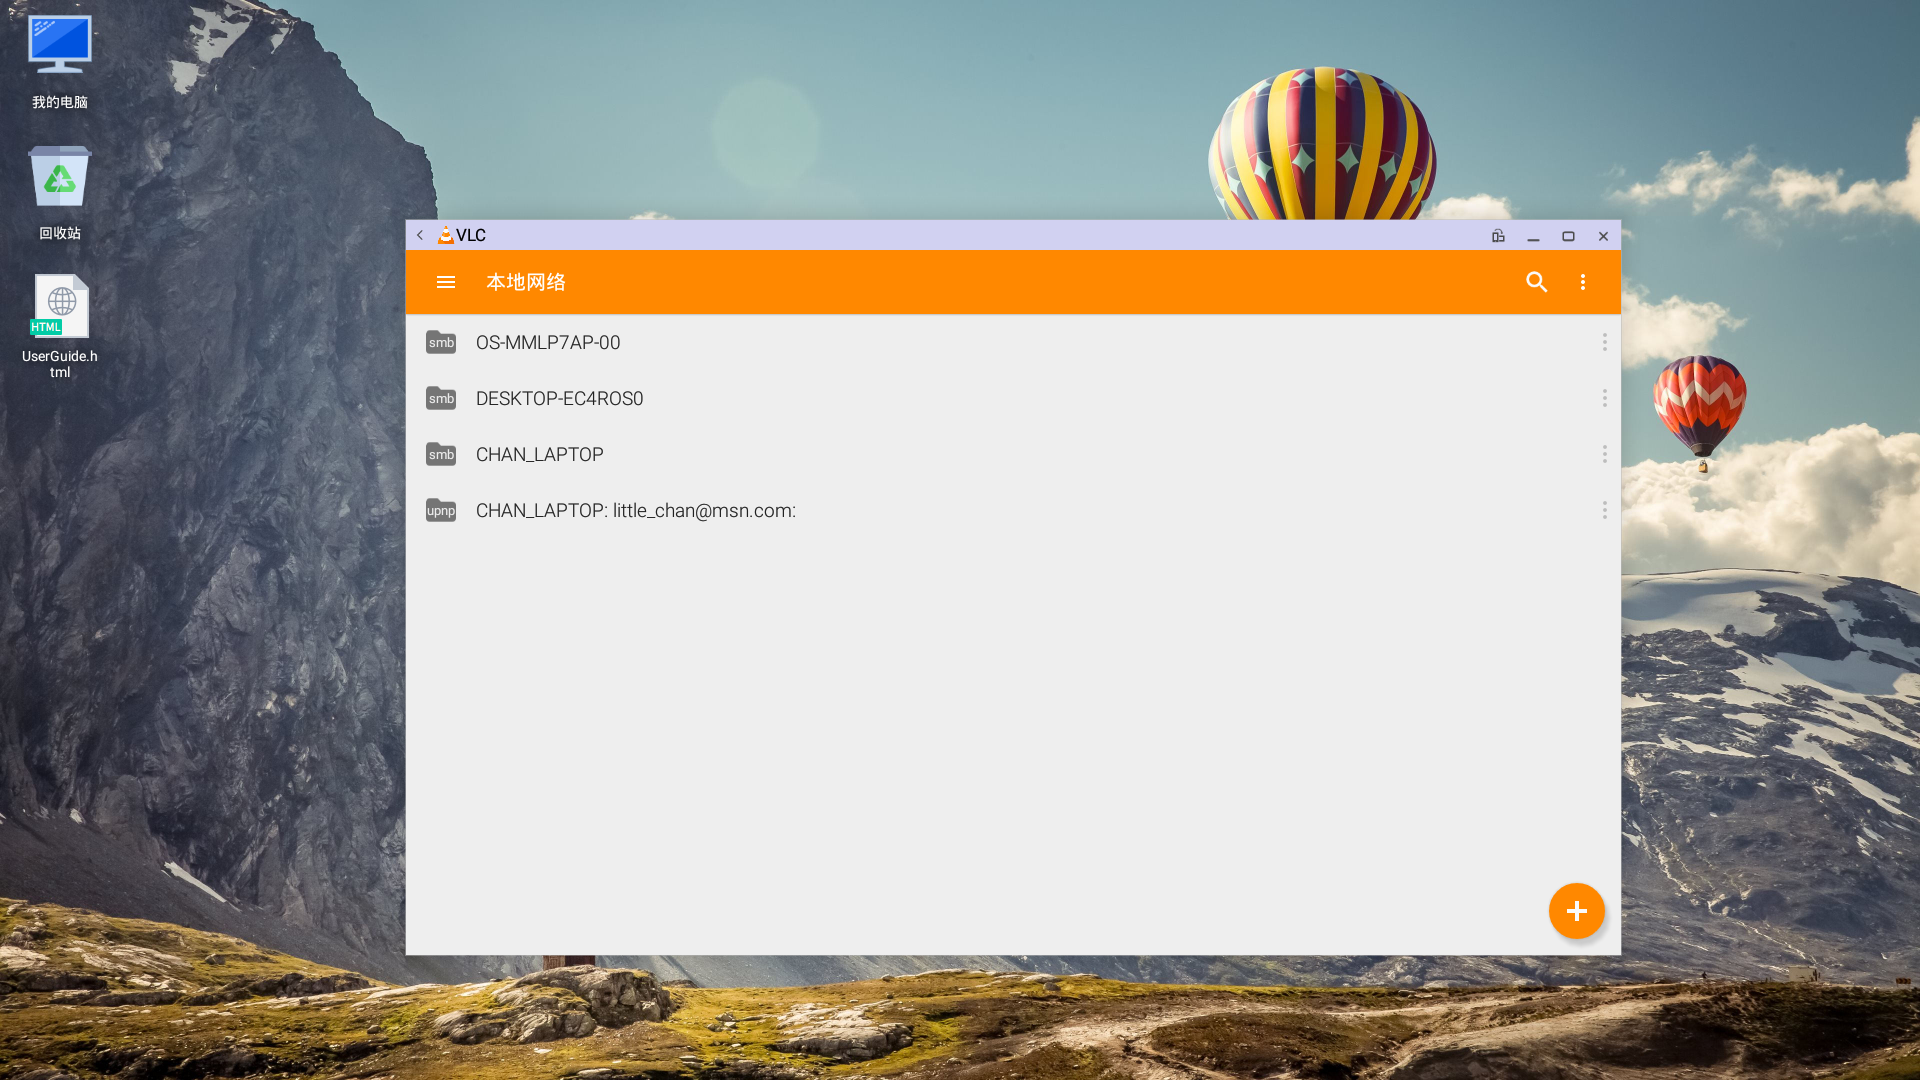 我的电脑
回收站
HTML
UserGuide.h
tml
VLC
本地网络
smb OS-MMLP7AP-00
smb DESKTOP-EC4ROS0
smb CHAN_LAPTOP
upnp CHAN_LAPTOP: little_chan@msn.com: